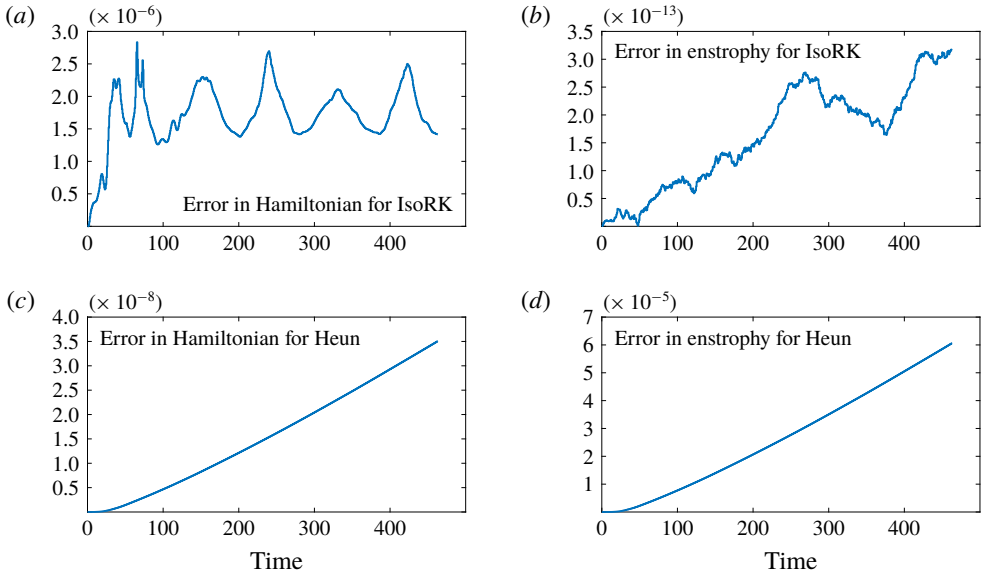 (a) (× 10⁻⁶)
3.0
2.5
2.0
1.5
1.0
0.5
0 100 200 300 400
Error in Hamiltonian for IsoRK
(b) (× 10⁻¹³)
3.5
3.0
2.5
2.0
1.5
1.0
0.5
0 100 200 300 400
Error in enstrophy for IsoRK
(c) (× 10⁻⁸)
4.0
3.5
3.0
2.5
2.0
1.5
1.0
0.5
0 100 200 300 400
Error in Hamiltonian for Heun
Time
(d) (× 10⁻⁵)
7
6
5
4
3
2
1
0 100 200 300 400
Error in enstrophy for Heun
Time